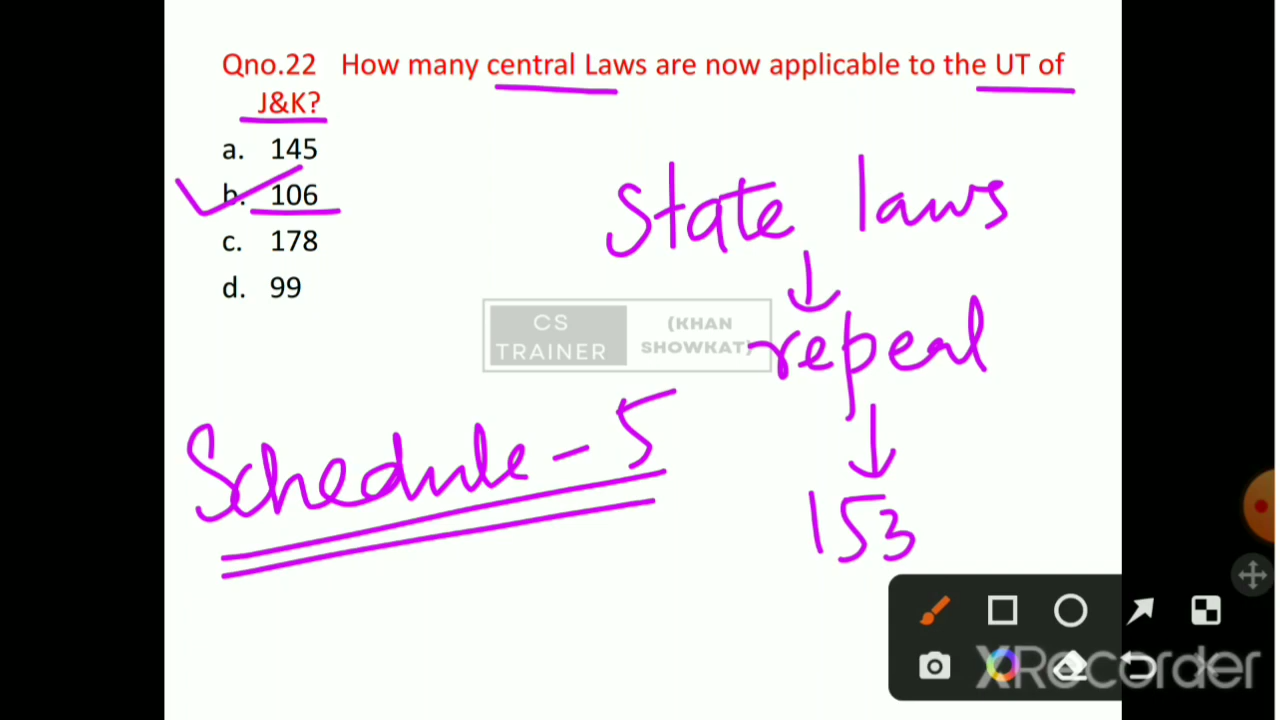 Qno.22 How many central Laws are now applicable to the UT of
J&K?
a. 145
b. 106
c. 178
d. 99
State laws
repeal
153
Schedule-5
CS
TRAINER
(KHAN
SHOWKAT)
XRecorder